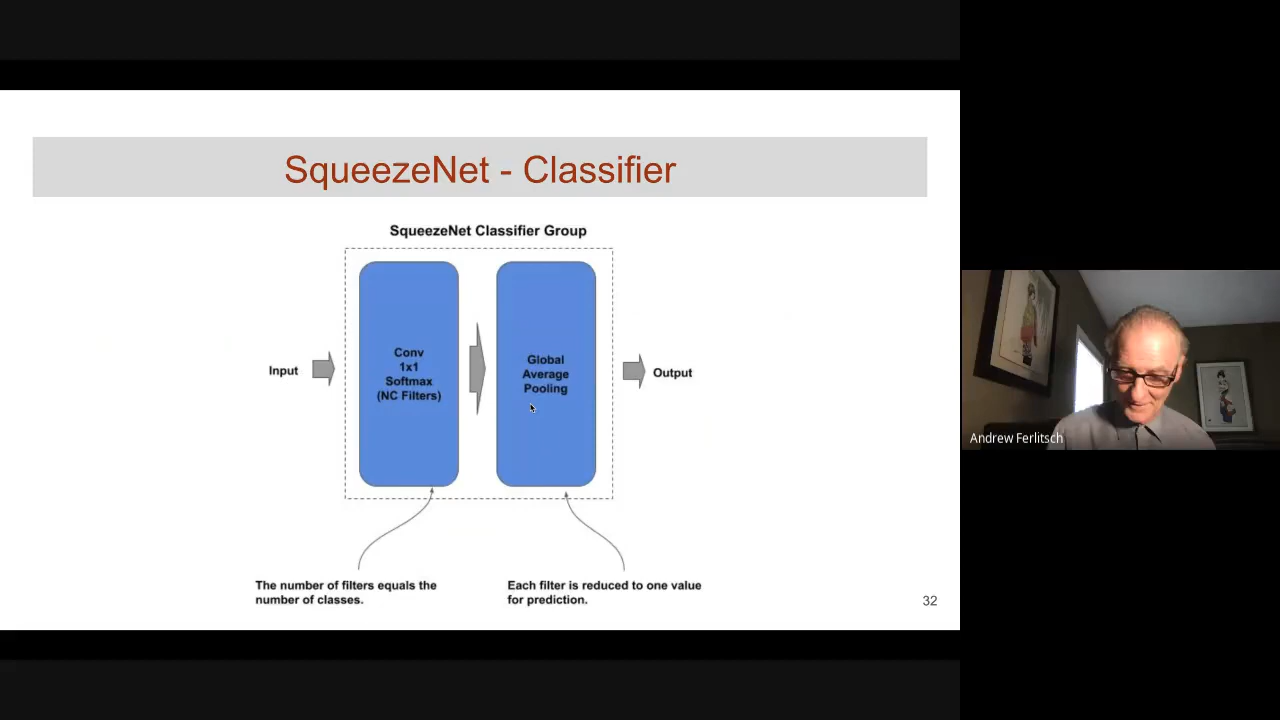 SqueezeNet - Classifier
SqueezeNet Classifier Group
Input
Conv
1x1
Softmax
(NC Filters)
Global
Average
Pooling
Output
The number of filters equals the
number of classes.
Each filter is reduced to one value
for prediction.
32
Andrew Ferlitsch